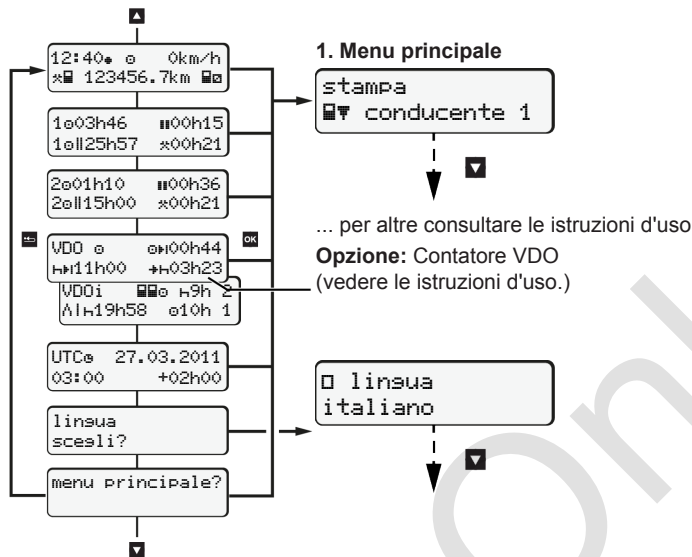 12:40 0km/h
123456.7km
1 03h46 00h15
1 25h57 00h21
2 01h10 00h36
2 15h00 00h21
VDO 00h44
11h00 03h23
VDOi 9h 2
19h58 10h 1
UTC 27.03.2011
03:00 +02h00
lingua
scegli?
menu principale?
OK
1. Menu principale
stampa
conducente 1
... per altre consultare le istruzioni d'uso
Opzione: Contatore VDO
(vedere le istruzioni d'uso.)
lingua
italiano